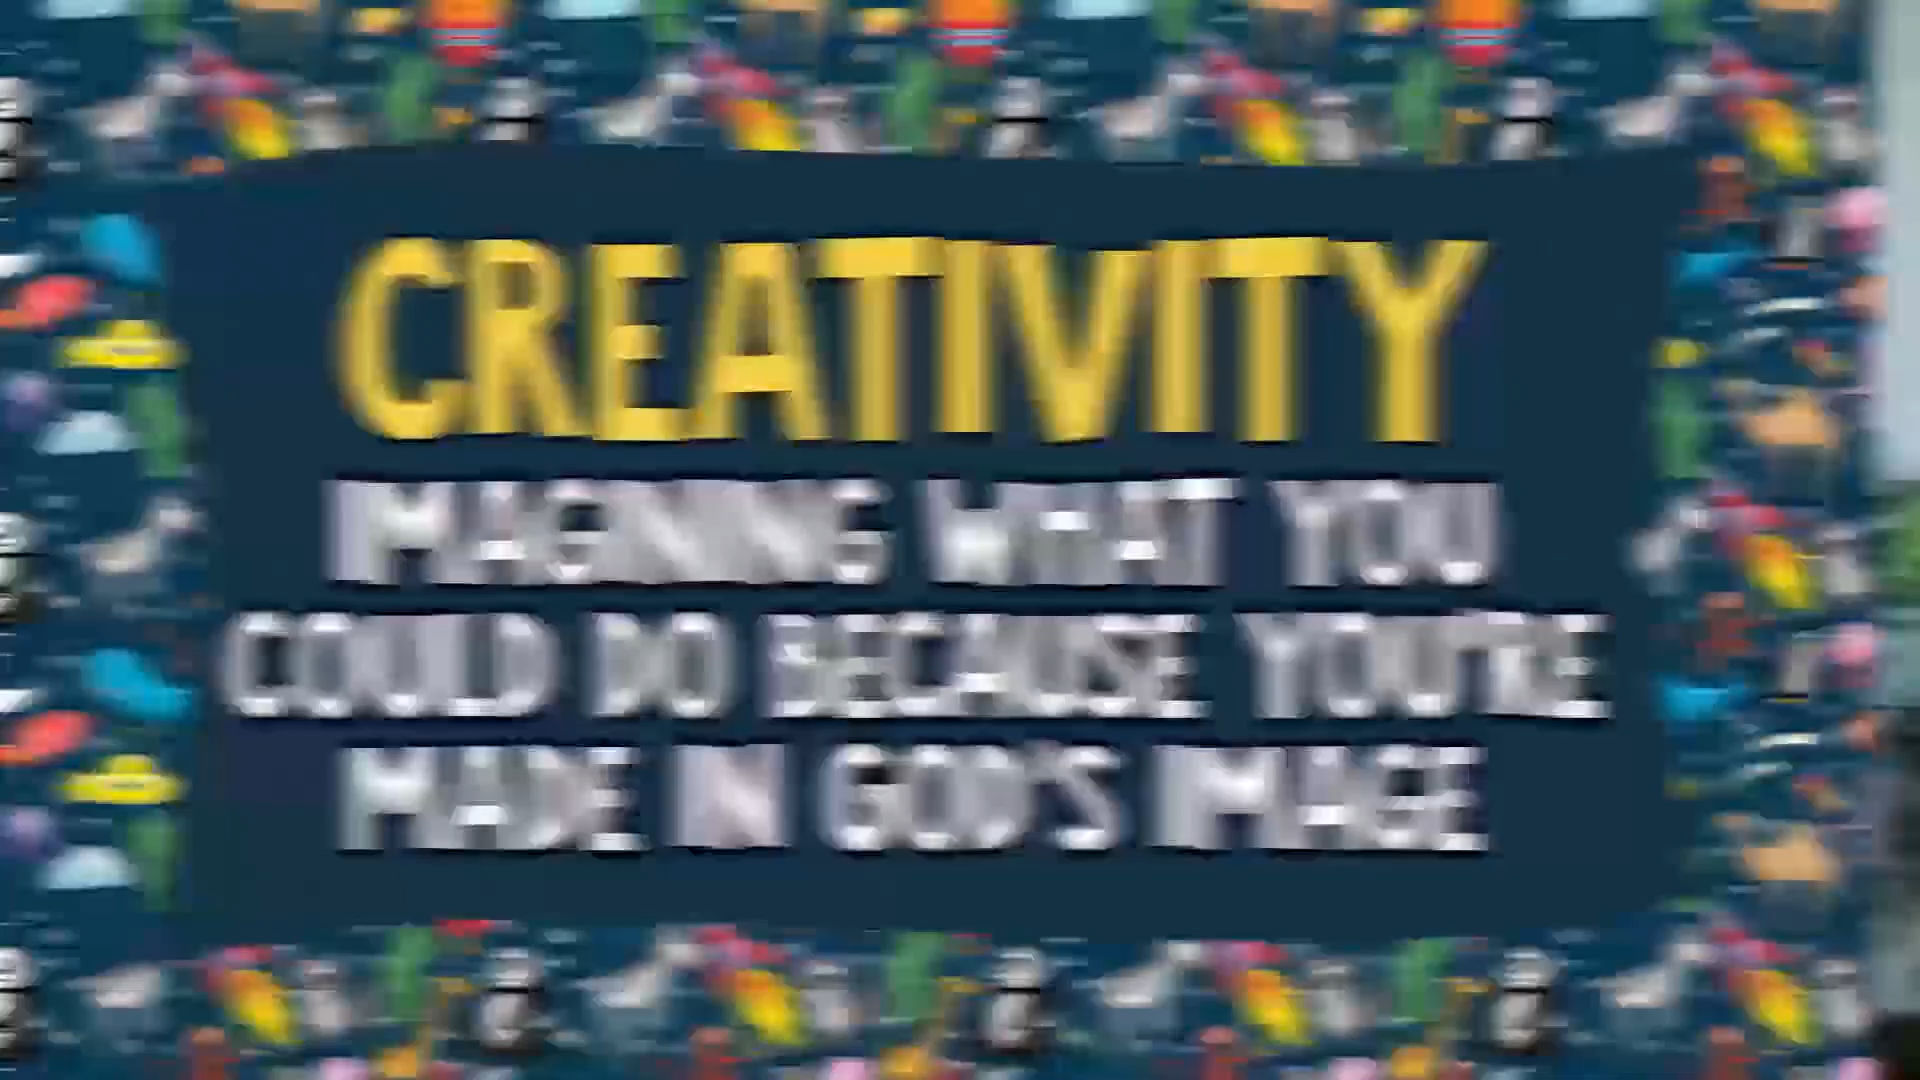 CREATIVITY
IMAGINING WHAT YOU
COULD DO BECAUSE YOU'RE
MADE IN GOD'S IMAGE